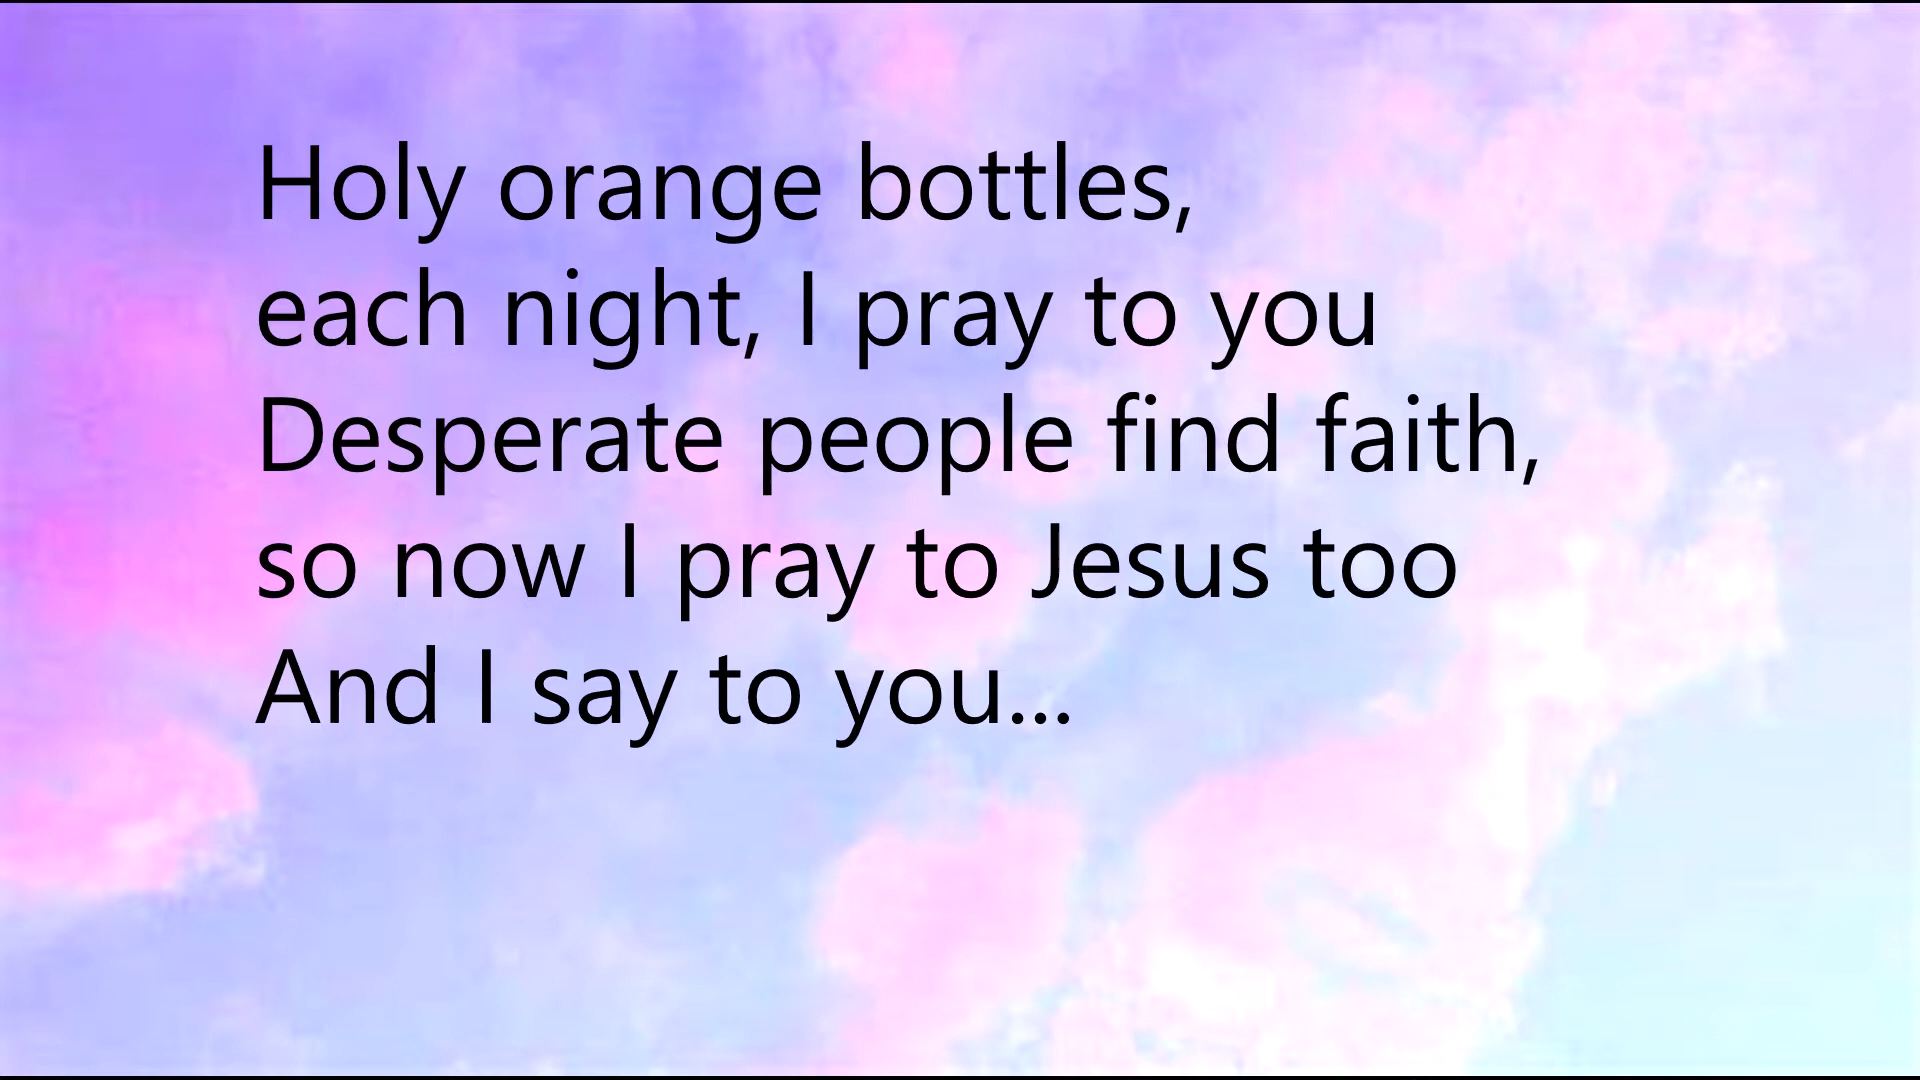 Holy orange bottles,
each night, I pray to you
Desperate people find faith,
so now I pray to Jesus too
And I say to you...